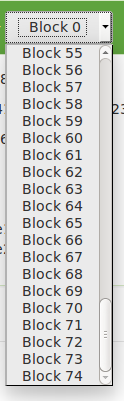 Block 0
Block 55
Block 56
Block 57
Block 58
Block 59
Block 60
Block 61
Block 62
Block 63
Block 64
Block 65
Block 66
Block 67
Block 68
Block 69
Block 70
Block 71
Block 72
Block 73
Block 74